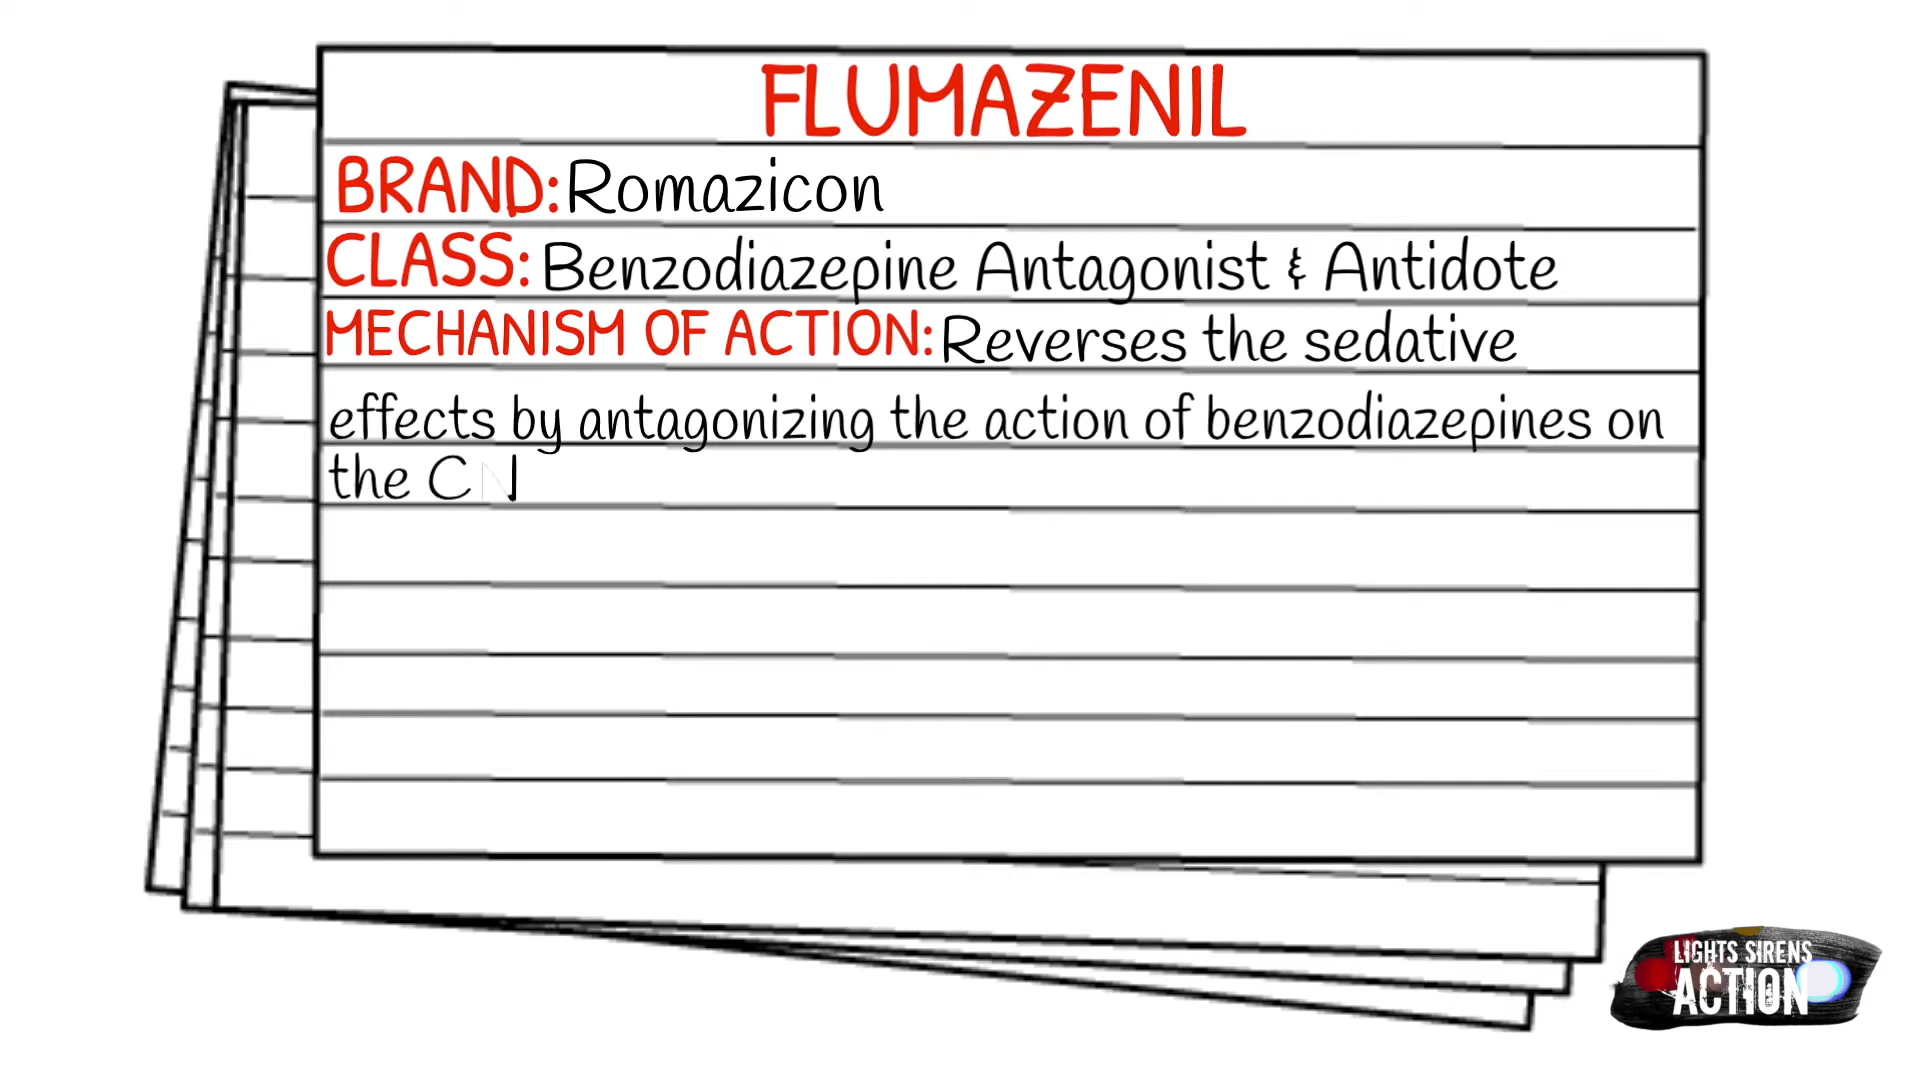 FLUMAZENIL
BRAND: Romazicon
CLASS: Benzodiazepine Antagonist & Antidote
MECHANISM OF ACTION: Reverses the sedative
effects by antagonizing the action of benzodiazepines on
the CN
LIGHTS SIRENS
ACTION